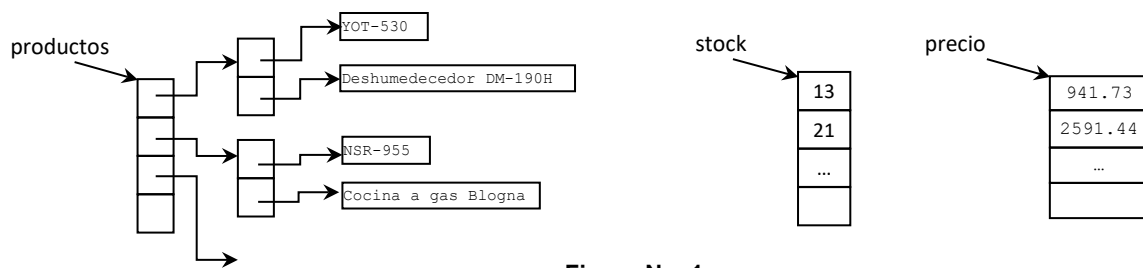 productos
YOT-530
Deshumedecedor DM-190H
NSR-955
Cocina a gas Blogna
stock
13
21
…
precio
941.73
2591.44
…